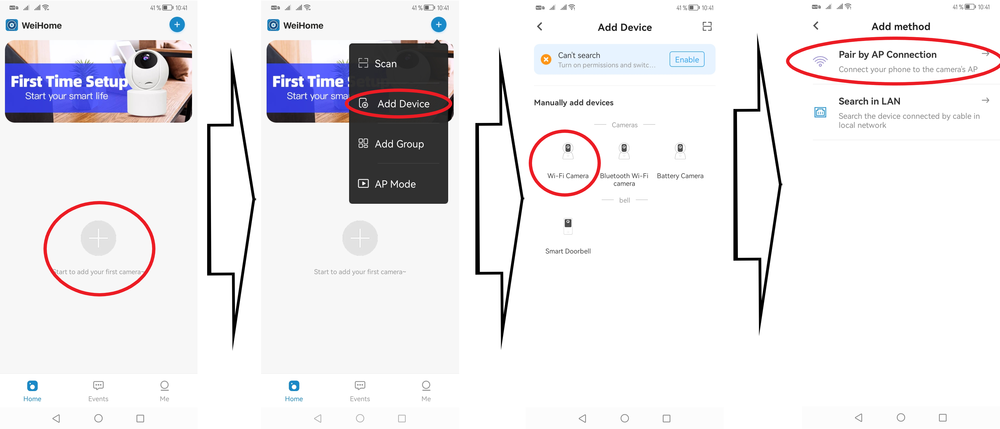 41 % 10:41
WeiHome
First Time Setup
Start your smart life
Start to add your first camera~
Home Events Me
41 % 10:41
WeiHome
First Time Setup
Start your sma
Scan
Add Device
Add Group
AP Mode
Start to add your first camera~
Home Events Me
41 % 10:41
Add Device
Can't search
Turn on permissions and switc...
Enable
Manually add devices
Cameras
Wi-Fi Camera
Bluetooth Wi-Fi
camera
Battery Camera
bell
Smart Doorbell
41 % 10:41
Add method
Pair by AP Connection
Connect your phone to the camera's AP
Search in LAN
Search the device connected by cable in
local network